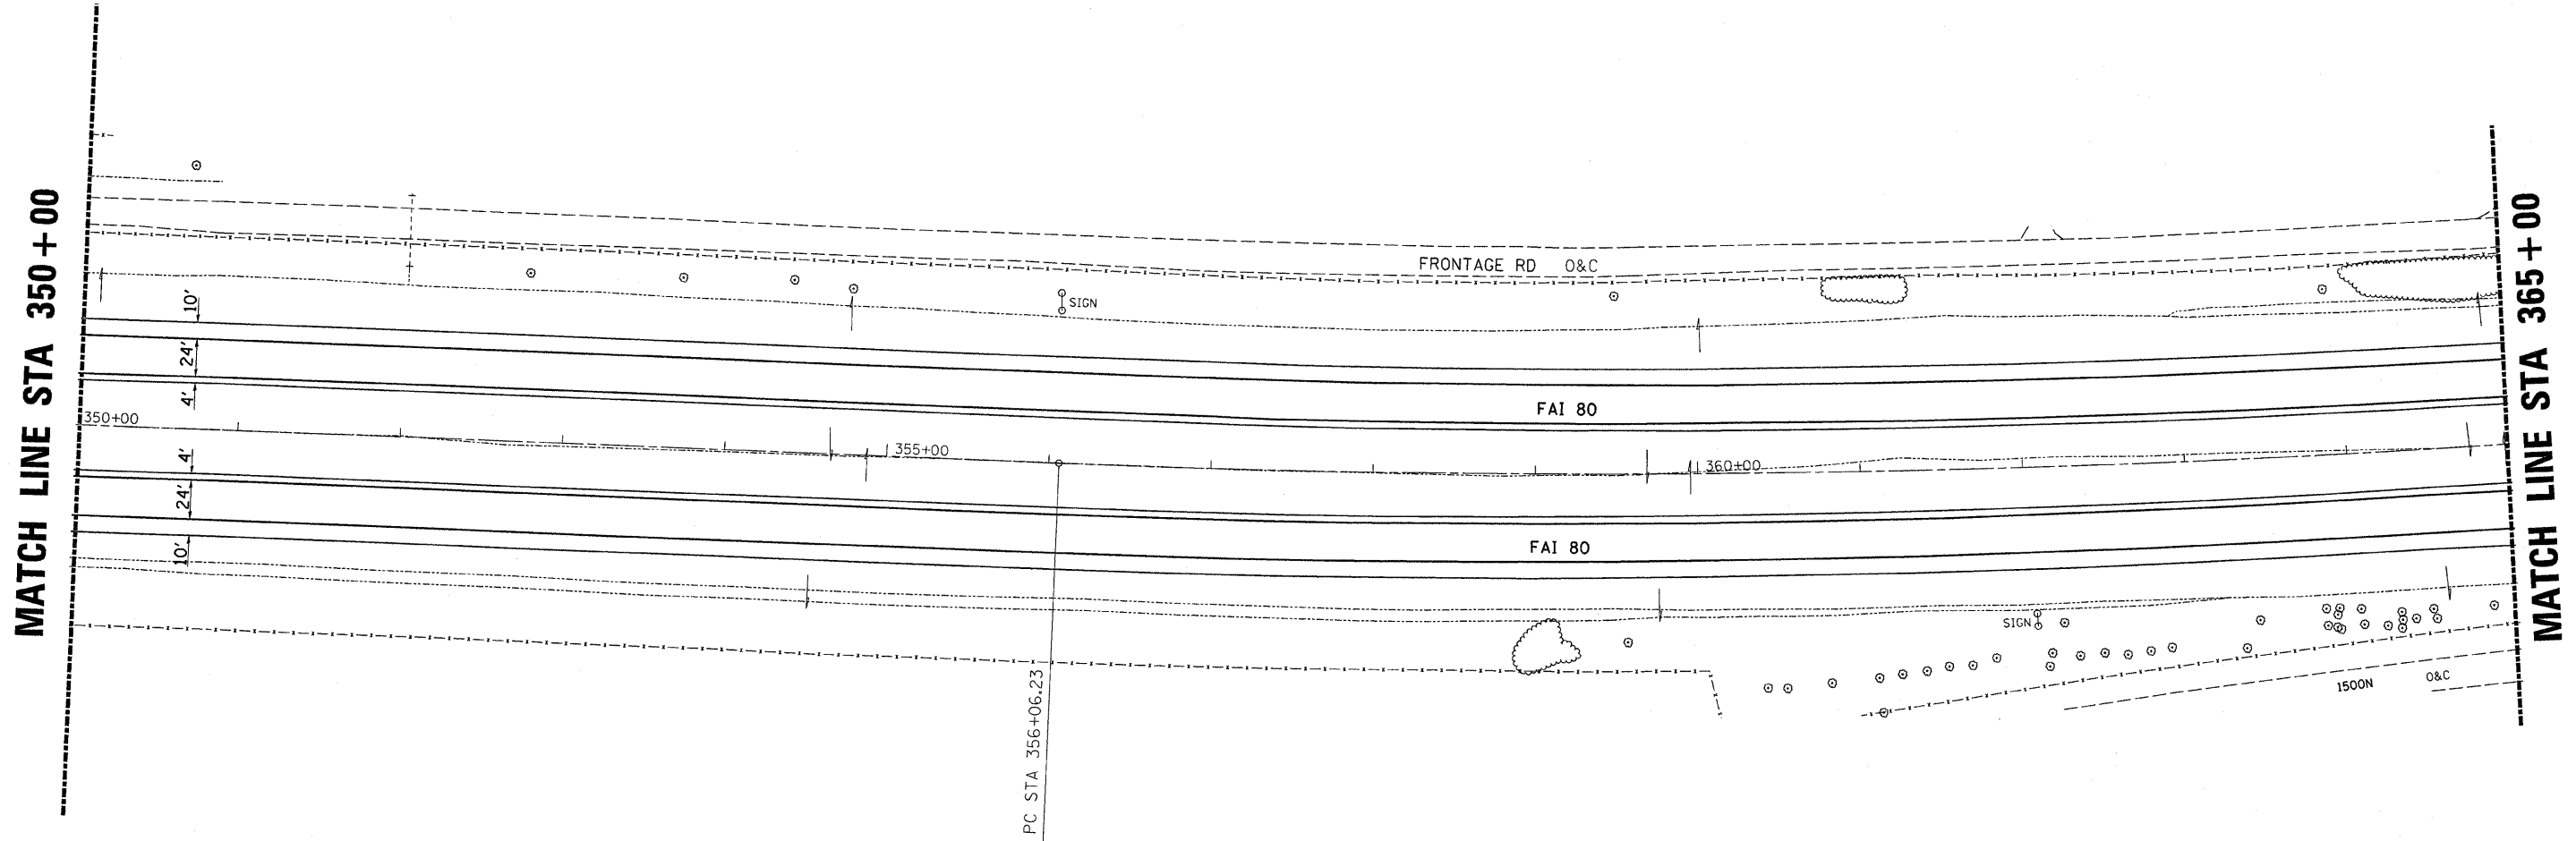 MATCH LINE STA 350+00
10'
24'
4'
350+00
4'
24'
10'
355+00
SIGN
PC STA 356+06.23
FRONTAGE RD O&C
FAI 80
360+00
FAI 80
SIGN
1500N O&C
MATCH LINE STA 365+00